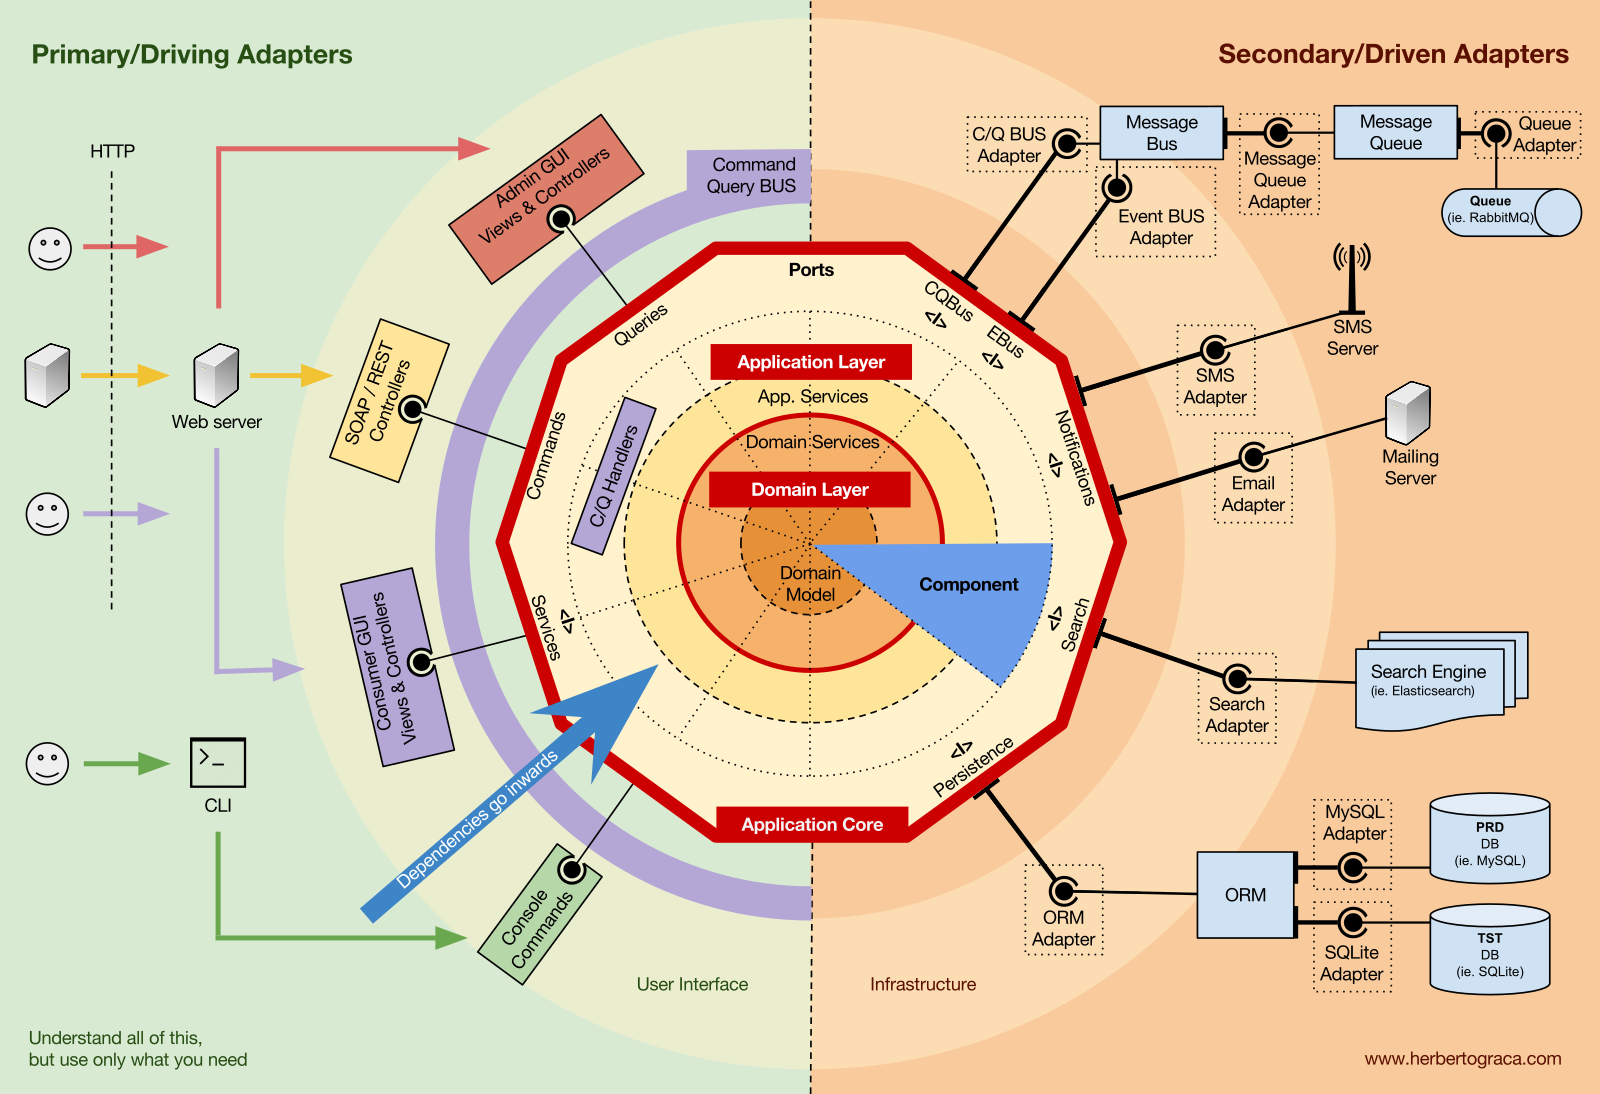 Primary/Driving Adapters
Secondary/Driven Adapters
HTTP
Admin GUI
Views & Controllers
Command
Query BUS
C/Q BUS
Adapter
Message
Bus
Message
Queue
Adapter
Message
Queue
Queue
Adapter
Queue
(ie. RabbitMQ)
Event BUS
Adapter
Ports
Queries
CQBus
</>
EBus
</>
SMS
Server
SMS
Adapter
SOAP / REST
Controllers
Web server
Application Layer
App. Services
Domain Services
Domain Layer
Domain
Model
Component
Commands
C/Q Handlers
Notifications
</>
Mailing
Server
Email
Adapter
Services
</>
Consumer GUI
Views & Controllers
Search
</>
Search
Adapter
Search Engine
(ie. Elasticsearch)
Dependencies go inwards
Persistence
</>
>_
CLI
Application Core
Console
Commands
ORM
Adapter
ORM
MySQL
Adapter
PRD
DB
(ie. MySQL)
SQLite
Adapter
TST
DB
(ie. SQLite)
User Interface
Infrastructure
Understand all of this,
but use only what you need
www.herbertograca.com